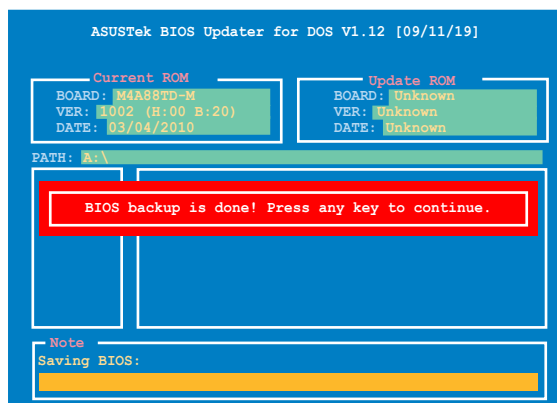 ASUSTek BIOS Updater for DOS V1.12 [09/11/19]
Current ROM
BOARD: M4A88TD-M
VER: 1002 (H:00 B:20)
DATE: 03/04/2010
Update ROM
BOARD: Unknown
VER: Unknown
DATE: Unknown
PATH: A:\
BIOS backup is done! Press any key to continue.
Note
Saving BIOS: